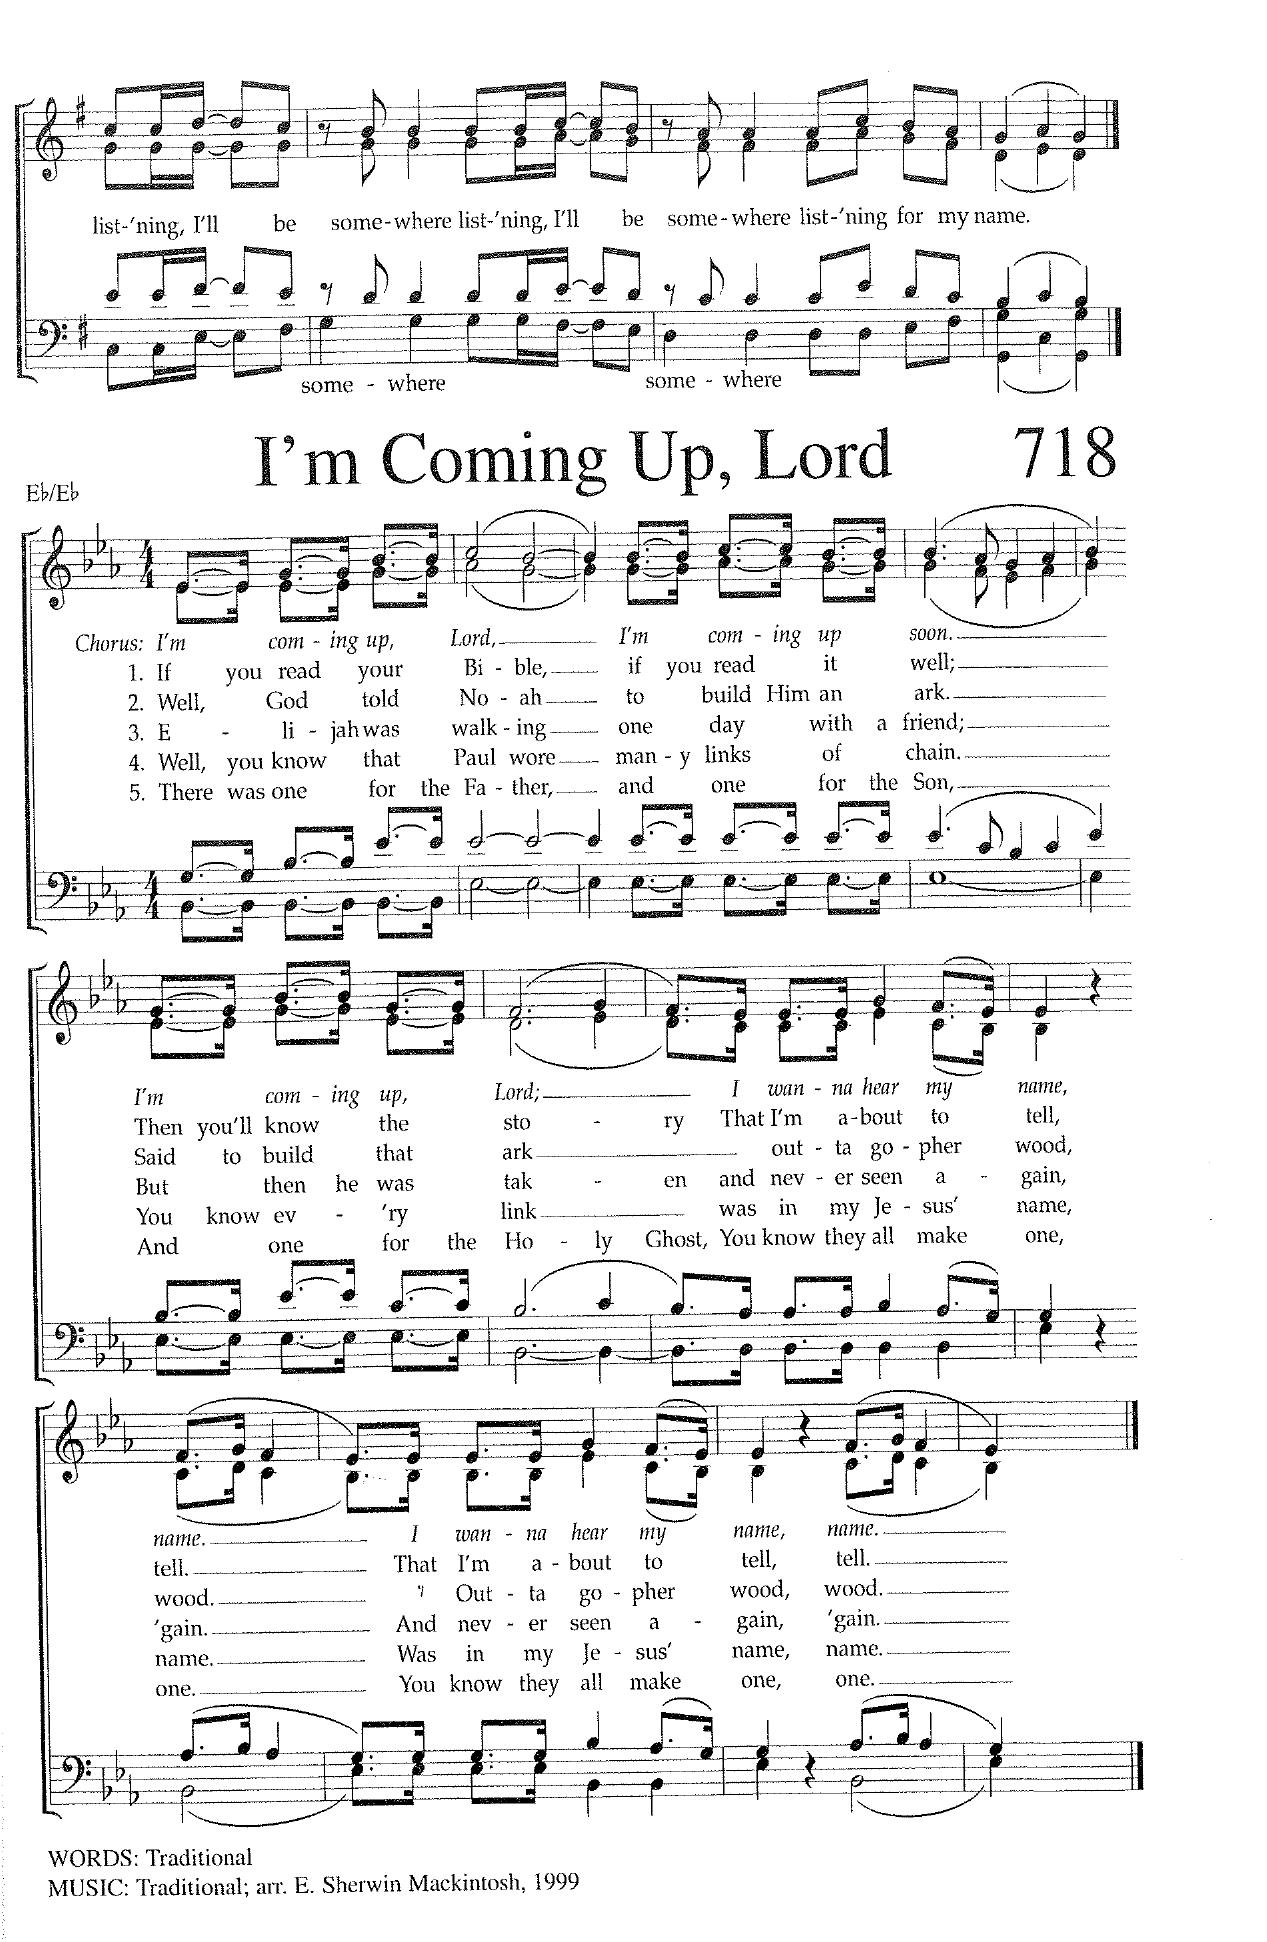 list-'ning, I'll be some-where list-'ning, I'll be some-where list-'ning for my name.
some - where some - where
I'm Coming Up, Lord 718
E♭/E♭
4
4
4
4
Chorus: I'm com - ing up, Lord, I'm com - ing up soon.
1. If you read your Bi - ble, if you read it well;
2. Well, God told No - ah to build Him an ark.
3. E - li - jah was walk - ing one day with a friend;
4. Well, you know that Paul wore man - y links of chain.
5. There was one for the Fa - ther, and one for the Son,
I'm com - ing up, Lord; I wan - na hear my name,
Then you'll know the sto - ry That I'm a - bout to tell,
Said to build that ark out - ta go - pher wood,
But then he was tak - en and nev - er seen a - gain,
You know ev - 'ry link was in my Je - sus' name,
And one for the Ho - ly Ghost, You know they all make one,
name. I wan - na hear my name, name.
tell. That I'm a - bout to tell, tell.
wood. Out - ta go - pher wood, wood.
'gain. And nev - er seen a - gain, 'gain.
name. Was in my Je - sus' name, name.
one. You know they all make one, one.
WORDS: Traditional
MUSIC: Traditional; arr. E. Sherwin Mackintosh, 1999